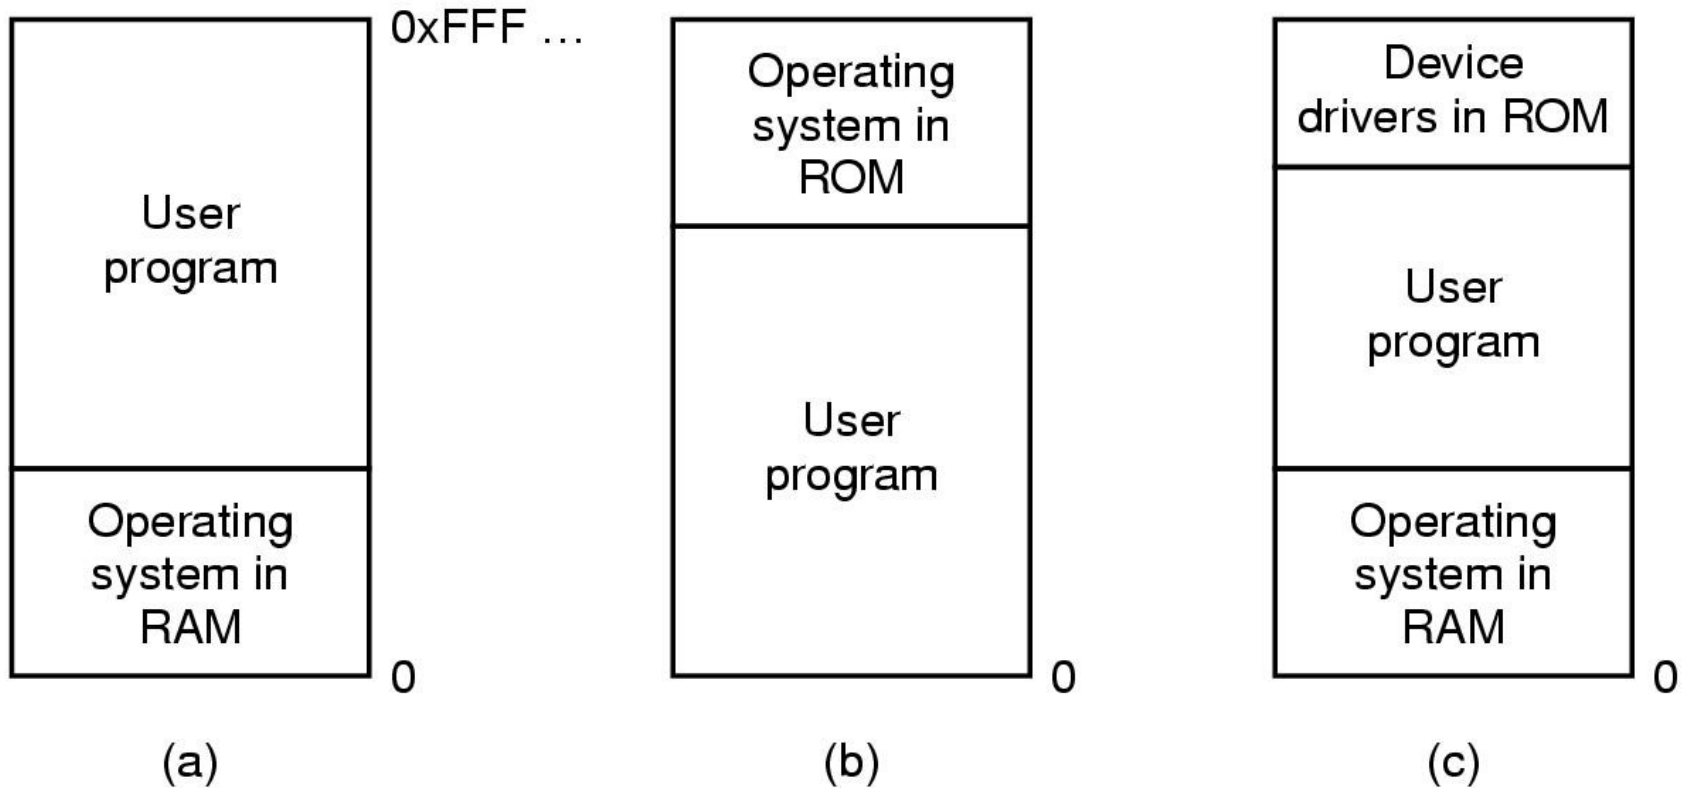 User
program
Operating
system in
RAM
0xFFF ...
0
(a)
Operating
system in
ROM
User
program
0
(b)
Device
drivers in ROM
User
program
Operating
system in
RAM
0
(c)